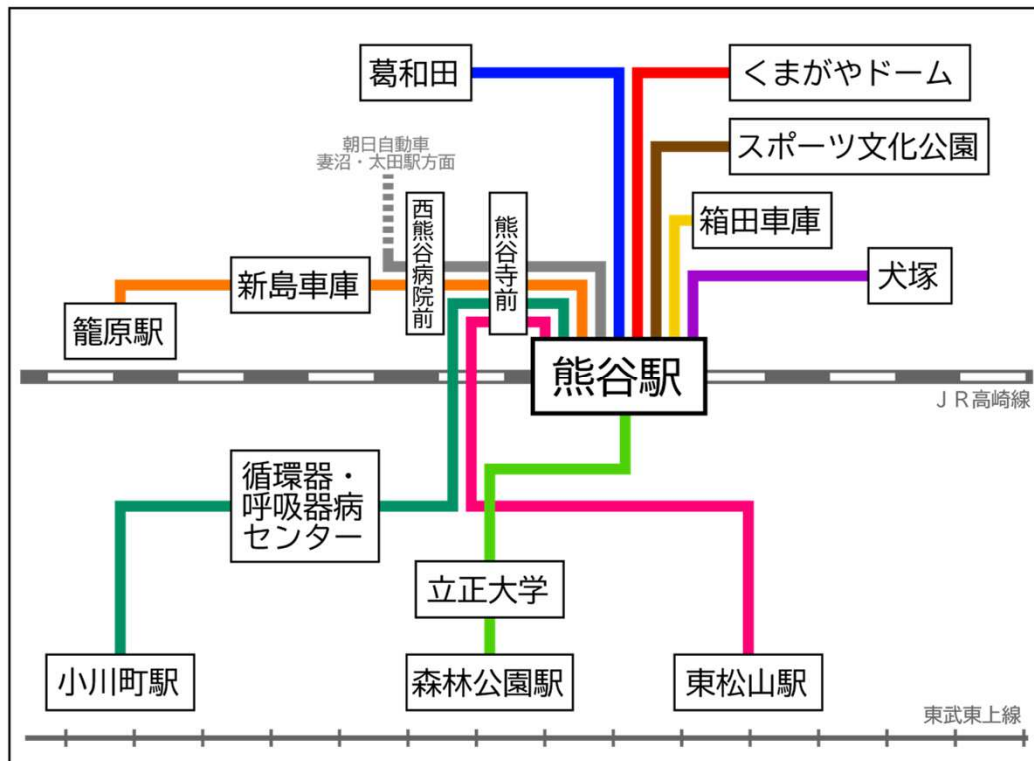 葛和田
くまがやドーム
朝日自動車
妻沼・太田駅方面
スポーツ文化公園
西熊谷病院前
熊谷寺前
箱田車庫
新島車庫
犬塚
籠原駅
熊谷駅
ＪＲ高崎線
循環器・
呼吸器病
センター
立正大学
小川町駅
森林公園駅
東松山駅
東武東上線